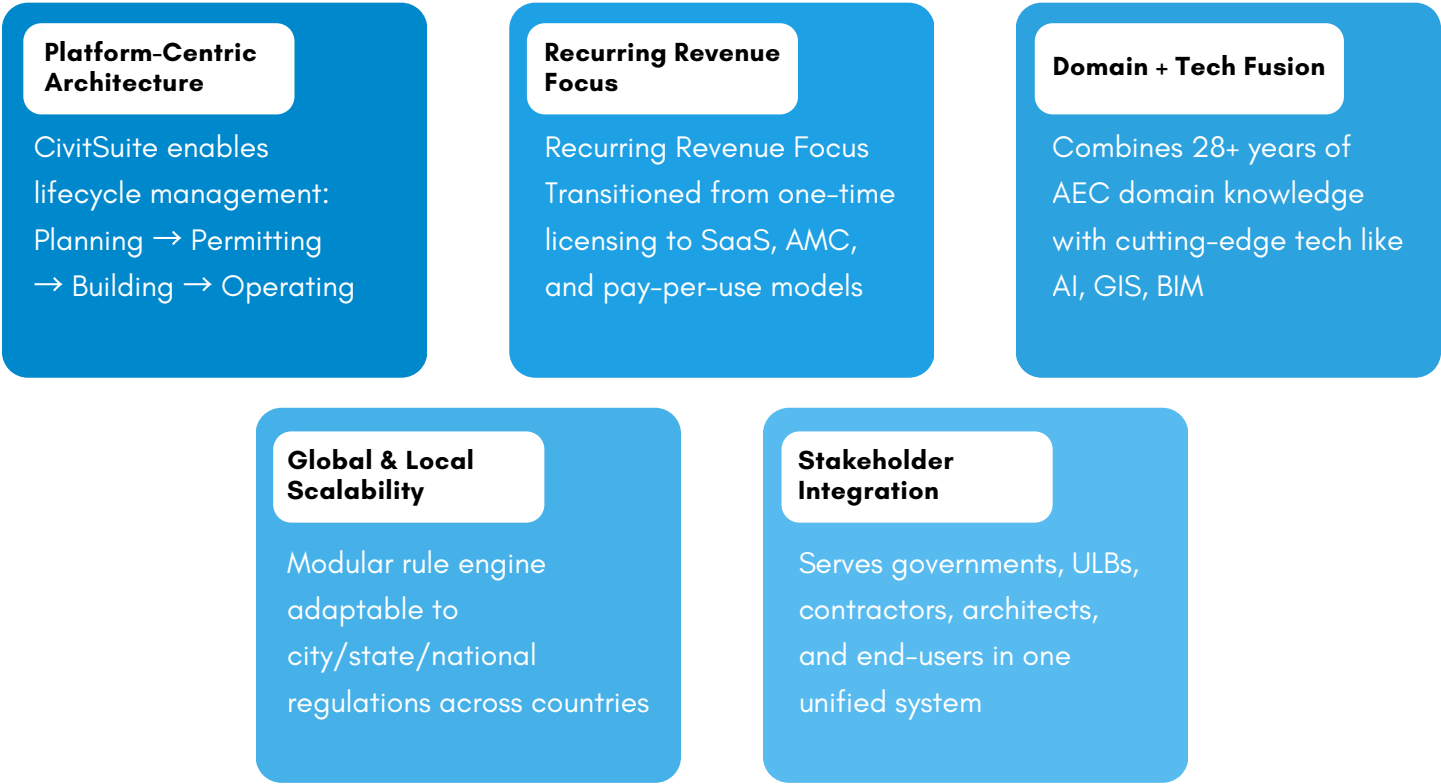 Platform-Centric
Architecture
CivitSuite enables
lifecycle management:
Planning → Permitting
→ Building → Operating
Recurring Revenue
Focus
Recurring Revenue Focus
Transitioned from one-time
licensing to SaaS, AMC,
and pay-per-use models
Domain + Tech Fusion
Combines 28+ years of
AEC domain knowledge
with cutting-edge tech like
AI, GIS, BIM
Global & Local
Scalability
Modular rule engine
adaptable to
city/state/national
regulations across countries
Stakeholder
Integration
Serves governments, ULBs,
contractors, architects,
and end-users in one
unified system